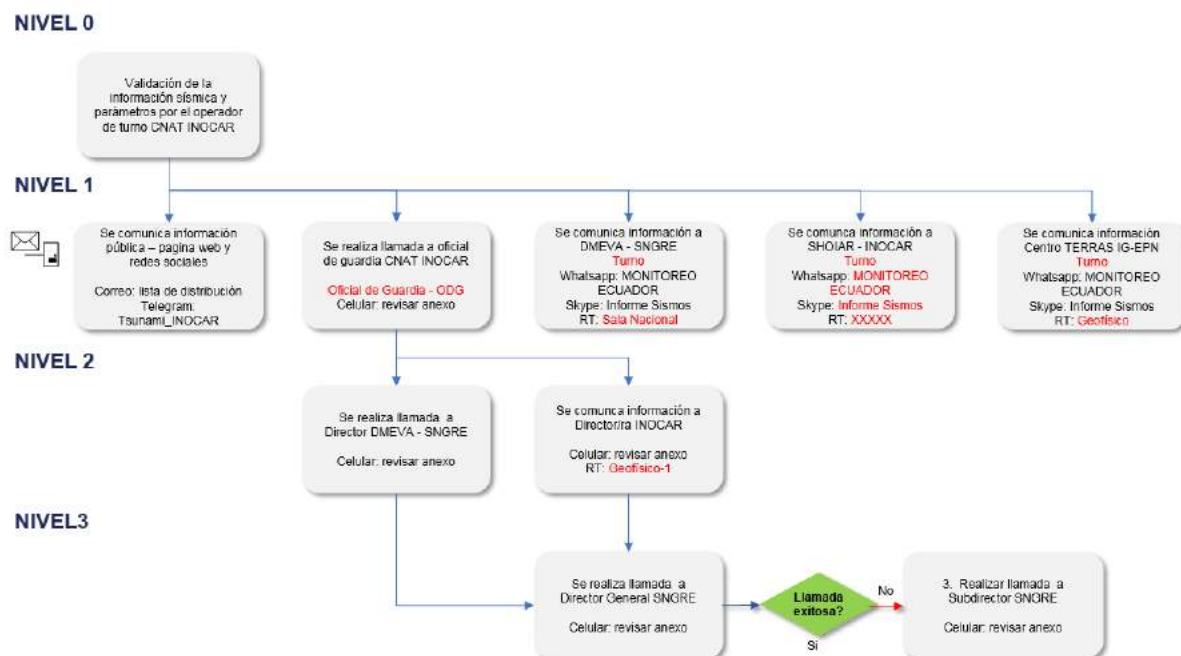 NIVEL 0
Validación de la
información sísmica y
parámetros por el operador
de turno CNAT INOCAR
NIVEL 1
Se comunica información
pública – pagina web y
redes sociales
Correo: lista de distribución
Telegram:
Tsunami_INOCAR
Se realiza llamada a oficial
de guardia CNAT INOCAR
Oficial de Guardia - ODG
Celular: revisar anexo
Se comunica información a
DMEVA - SNGRE
Turno
Whatsapp: MONITOREO
ECUADOR
Skype: Informe Sismos
RT: Sala Nacional
Se comunica información a
SHOIAR - INOCAR
Turno
Whatsapp: MONITOREO
ECUADOR
Skype: Informe Sismos
RT: XXXXX
Se comunica información
Centro TERRAS IG-EPN
Turno
Whatsapp: MONITOREO
ECUADOR
Skype: Informe Sismos
RT: Geofísico
NIVEL 2
Se realiza llamada a
Director DMEVA - SNGRE
Celular: revisar anexo
Se comunca información a
Director/ra INOCAR
Celular: revisar anexo
RT: Geofísico-1
NIVEL3
Se realiza llamada a
Director General SNGRE
Celular: revisar anexo
Llamada
exitosa?
No
Si
3. Realizar llamada a
Subdirector SNGRE
Celular: revisar anexo